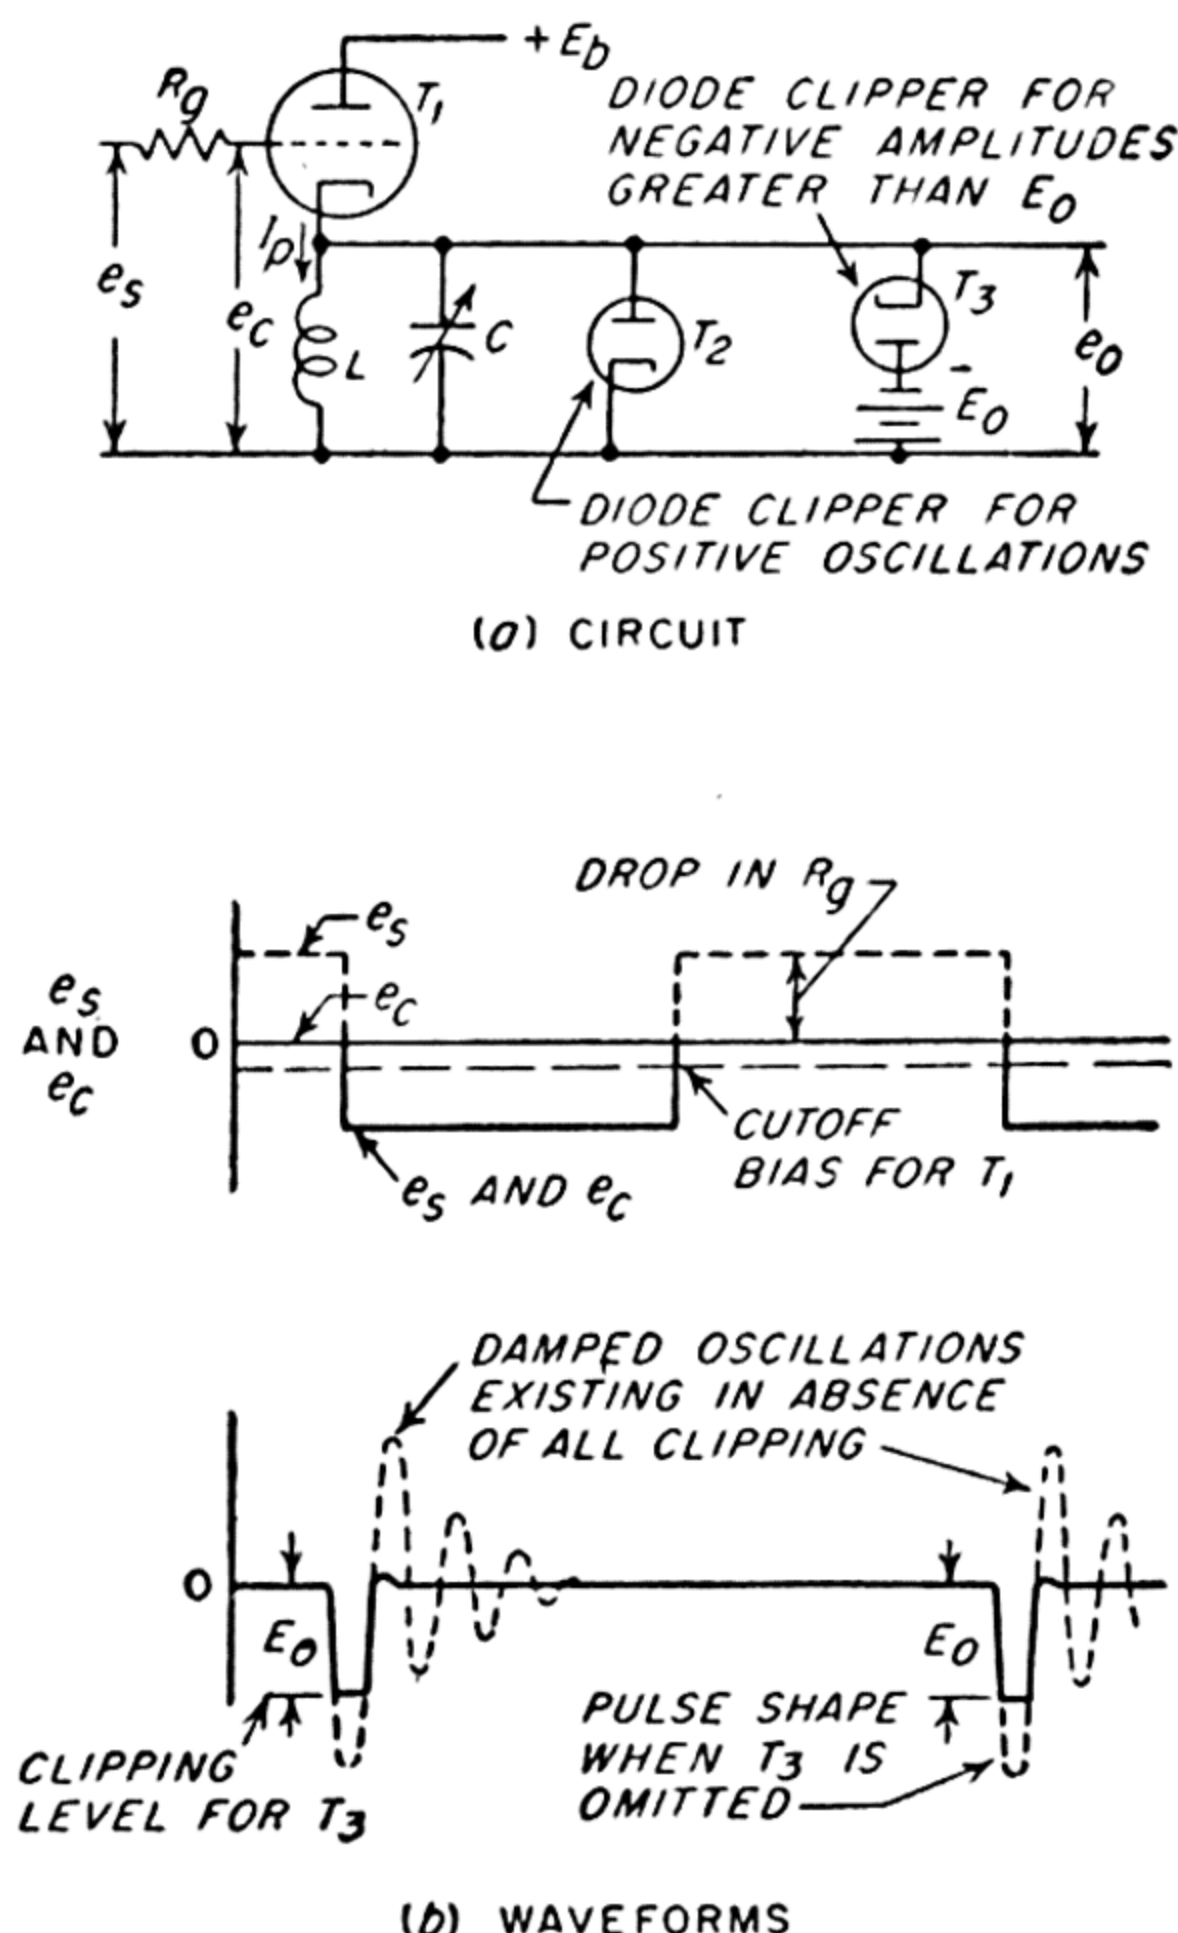 + Eb
Rg
T1
DIODE CLIPPER FOR
NEGATIVE AMPLITUDES
GREATER THAN E0
Ip
es
ec
L
C
T2
T3
- E0
e0
DIODE CLIPPER FOR
POSITIVE OSCILLATIONS
(a) CIRCUIT
DROP IN Rg
es
ec
es
AND
ec
0
CUTOFF
BIAS FOR T1
es AND ec
DAMPED OSCILLATIONS
EXISTING IN ABSENCE
OF ALL CLIPPING
0
E0
E0
CLIPPING
LEVEL FOR T3
PULSE SHAPE
WHEN T3 IS
OMITTED
(b) WAVEFORMS